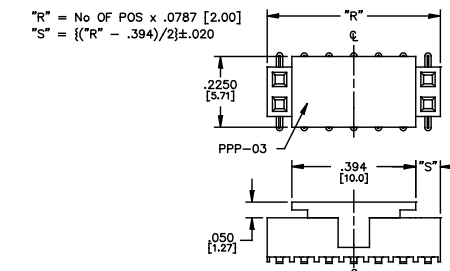 "R" = No OF POS x .0787 [2.00]
"S" = {("R" - .394)/2}±.020
"R"
℄
.2250
[5.71]
PPP-03
.394
[10.0]
"S"
.050
[1.27]